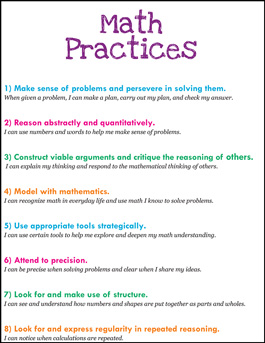 Math
Practices
1) Make sense of problems and persevere in solving them.
When given a problem, I can make a plan, carry out my plan, and check my answer.
2) Reason abstractly and quantitatively.
I can use numbers and words to help me make sense of problems.
3) Construct viable arguments and critique the reasoning of others.
I can explain my thinking and respond to the mathematical thinking of others.
4) Model with mathematics.
I can recognize math in everyday life and use math I know to solve problems.
5) Use appropriate tools strategically.
I can use certain tools to help me explore and deepen my math understanding.
6) Attend to precision.
I can be precise when solving problems and clear when I share my ideas.
7) Look for and make use of structure.
I can see and understand how numbers and shapes are put together as parts and wholes.
8) Look for and express regularity in repeated reasoning.
I can notice when calculations are repeated.